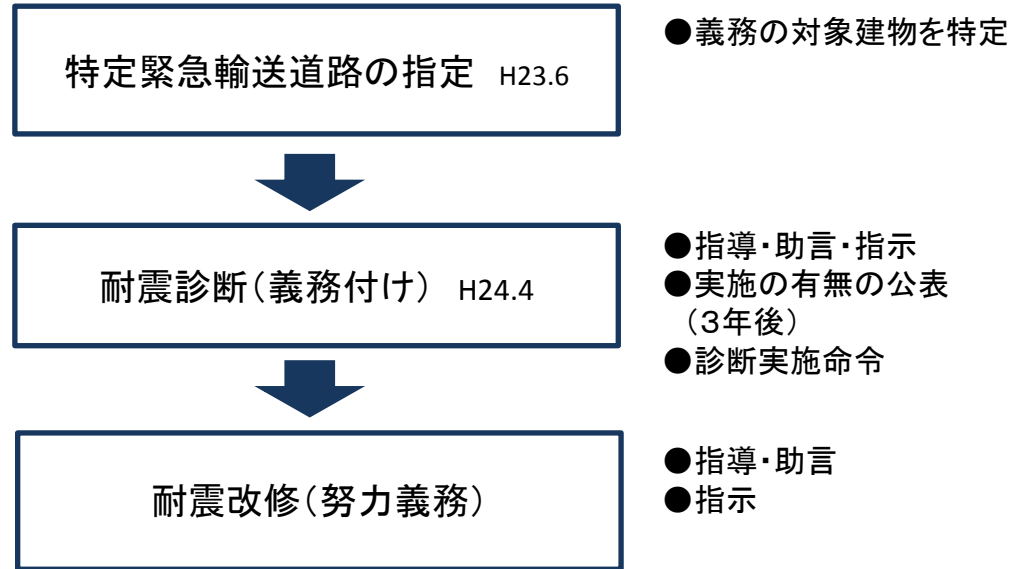 特定緊急輸送道路の指定 H23.6
●義務の対象建物を特定
耐震診断（義務付け） H24.4
●指導・助言・指示
●実施の有無の公表
（３年後）
●診断実施命令
耐震改修（努力義務）
●指導・助言
●指示